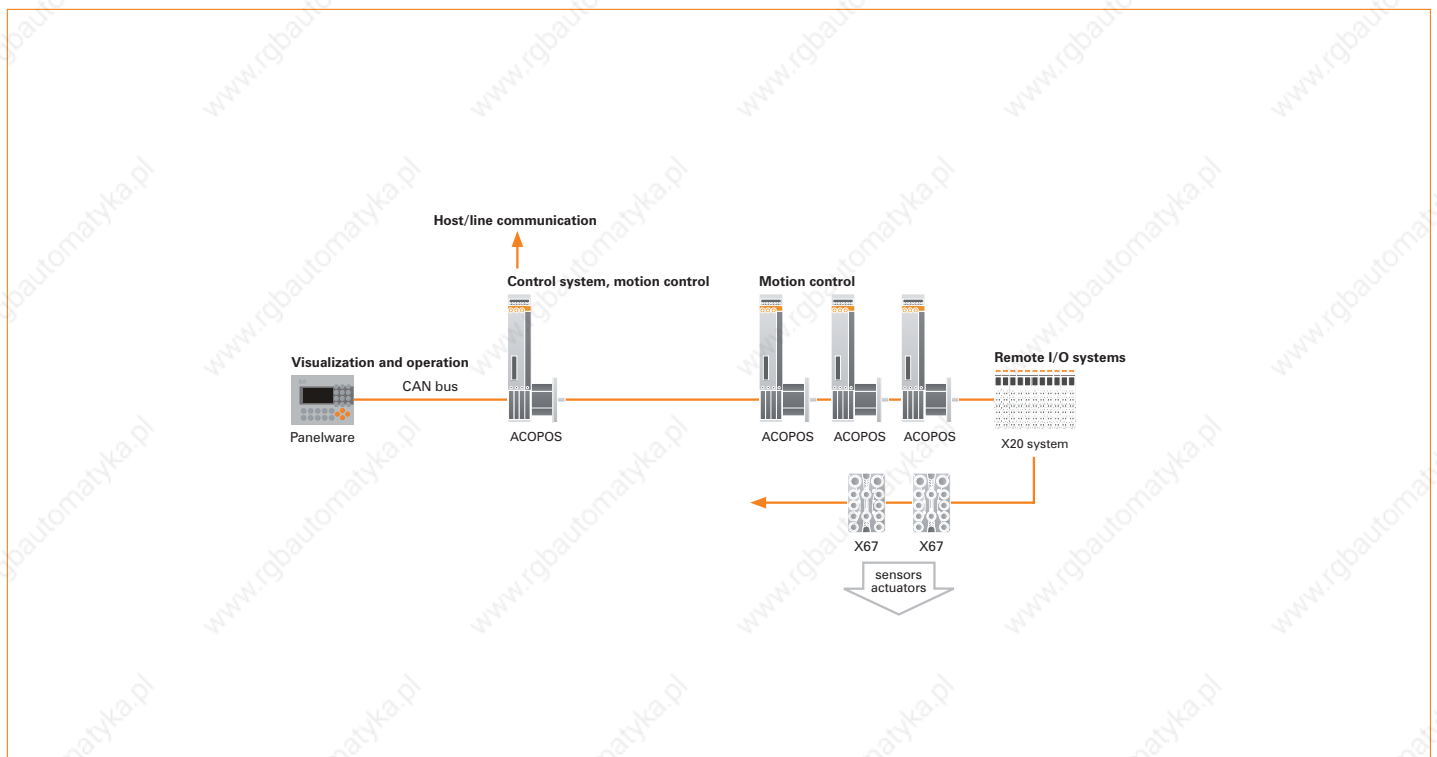 Host/line communication
Control system, motion control
Motion control
Visualization and operation
CAN bus
Remote I/O systems
Panelware
ACOPOS
ACOPOS
ACOPOS
ACOPOS
X20 system
X67
X67
sensors
actuators
www.rgbautomatyka.pl